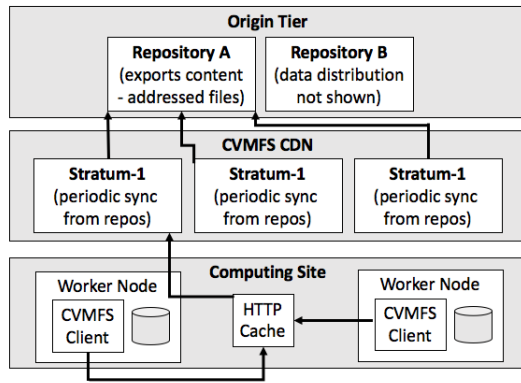 Origin Tier
Repository A
(exports content
- addressed files)
Repository B
(data distribution
not shown)
CVMFS CDN
Stratum-1
(periodic sync
from repos)
Stratum-1
(periodic sync
from repos)
Stratum-1
(periodic sync
from repos)
Computing Site
Worker Node
CVMFS
Client
HTTP
Cache
Worker Node
CVMFS
Client